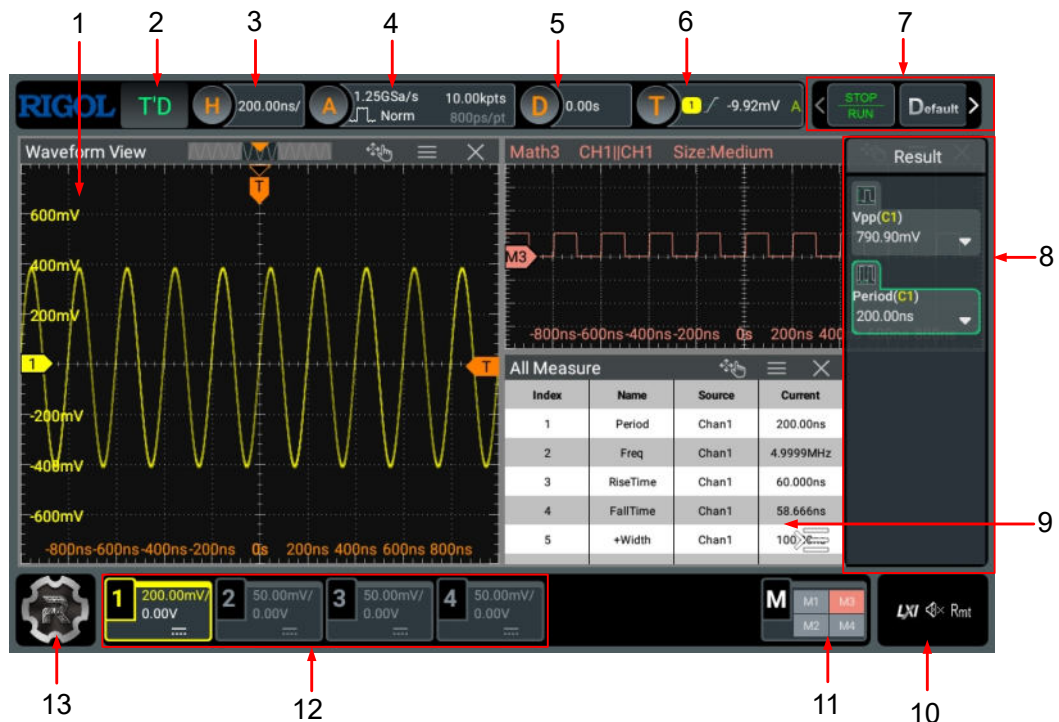 1 2 3 4 5 6 7
RIGOL T'D H 200.00ns/ A 1.25GSa/s 10.00kpts D 0.00s T 1 -9.92mV A STOP Default
Norm 800ps/pt RUN
Waveform View
T
600mV
400mV
200mV
1 T
-200mV
-400mV
-600mV
-800ns-600ns-400ns-200ns 0s 200ns 400ns 600ns 800ns
Math3 CH1||CH1 Size:Medium
M3
-800ns-600ns-400ns-200ns 0s 200ns 400
All Measure
Index Name Source Current
1 Period Chan1 200.00ns
2 Freq Chan1 4.9999MHz
3 RiseTime Chan1 60.000ns
4 FallTime Chan1 58.666ns
5 +Width Chan1
Result
Vpp(C1)
790.90mV
Period(C1)
200.00ns
8
9
1 200.00mV/
0.00V
2 50.00mV/
0.00V
3 50.00mV/
0.00V
4 50.00mV/
0.00V
M M1 M3
M2 M4
LXI Rmt
13 12 11 10